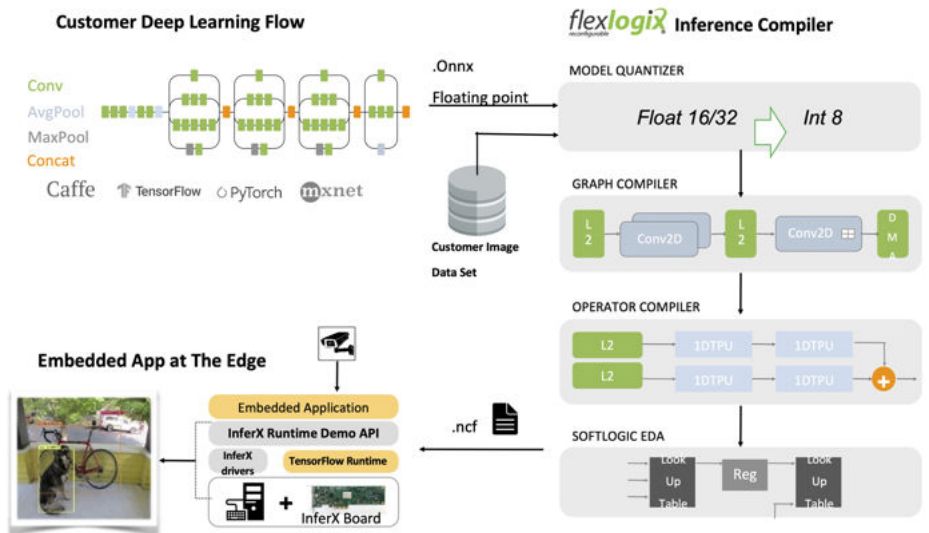 Customer Deep Learning Flow
Conv
AvgPool
MaxPool
Concat
Caffe
TensorFlow
PyTorch
mxnet
.Onnx
Floating point
Customer Image
Data Set
flexlogix Inference Compiler
reconfigurable
MODEL QUANTIZER
Float 16/32
Int 8
GRAPH COMPILER
L
2
Conv2D
L
2
Conv2D
D
M
A
OPERATOR COMPILER
L2
1DTPU
1DTPU
L2
1DTPU
1DTPU
+
SOFTLOGIC EDA
Look
Up
Table
Reg
Look
Up
Table
.ncf
Embedded App at The Edge
Embedded Application
InferX Runtime Demo API
InferX
drivers
TensorFlow Runtime
+
InferX Board